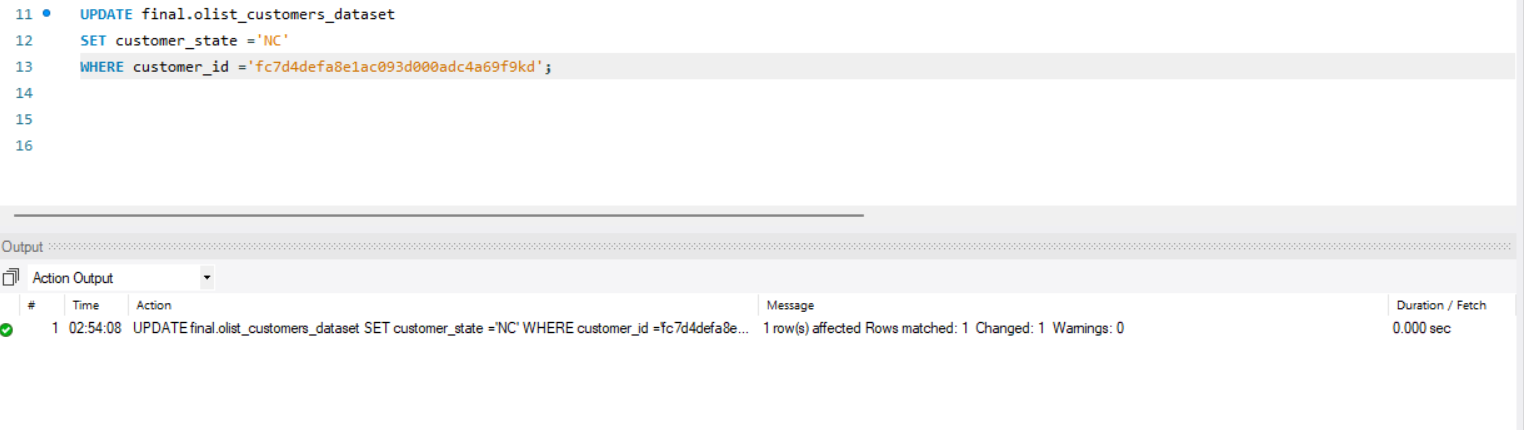 11 UPDATE final.olist_customers_dataset
12 SET customer_state ='NC'
13 WHERE customer_id ='fc7d4defa8e1ac093d000adc4a69f9kd';
14
15
16
Output
Action Output
# Time Action Message Duration / Fetch
1 02:54:08 UPDATE final.olist_customers_dataset SET customer_state ='NC' WHERE customer_id ='fc7d4defa8e... 1 row(s) affected Rows matched: 1 Changed: 1 Warnings: 0 0.000 sec